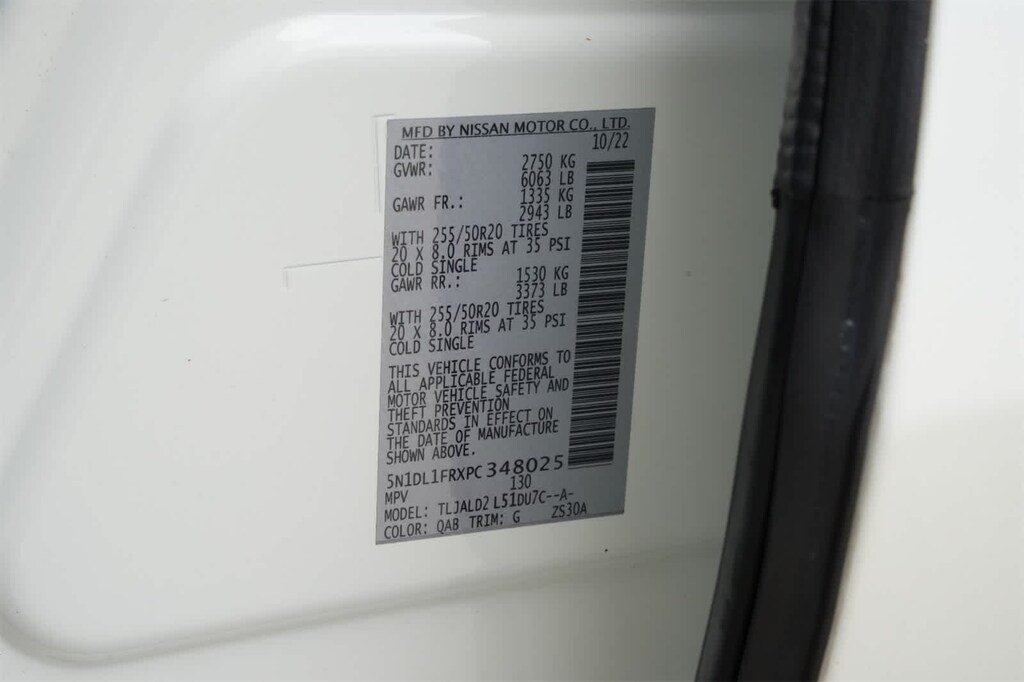 MFD BY NISSAN MOTOR CO., LTD.
DATE: 10/22
GVWR: 2750 KG
6063 LB
GAWR FR.: 1335 KG
2943 LB
WITH 255/50R20 TIRES
20 X 8.0 RIMS AT 35 PSI
COLD SINGLE
GAWR RR.: 1530 KG
3373 LB
WITH 255/50R20 TIRES
20 X 8.0 RIMS AT 35 PSI
COLD SINGLE
THIS VEHICLE CONFORMS TO
ALL APPLICABLE FEDERAL
MOTOR VEHICLE SAFETY AND
THEFT PREVENTION
STANDARDS IN EFFECT ON
THE DATE OF MANUFACTURE
SHOWN ABOVE.
5N1DL1FRXPC348025
MPV 130
MODEL: TLJALD2 L51DU7C--A-
COLOR: QAB TRIM: G ZS30A